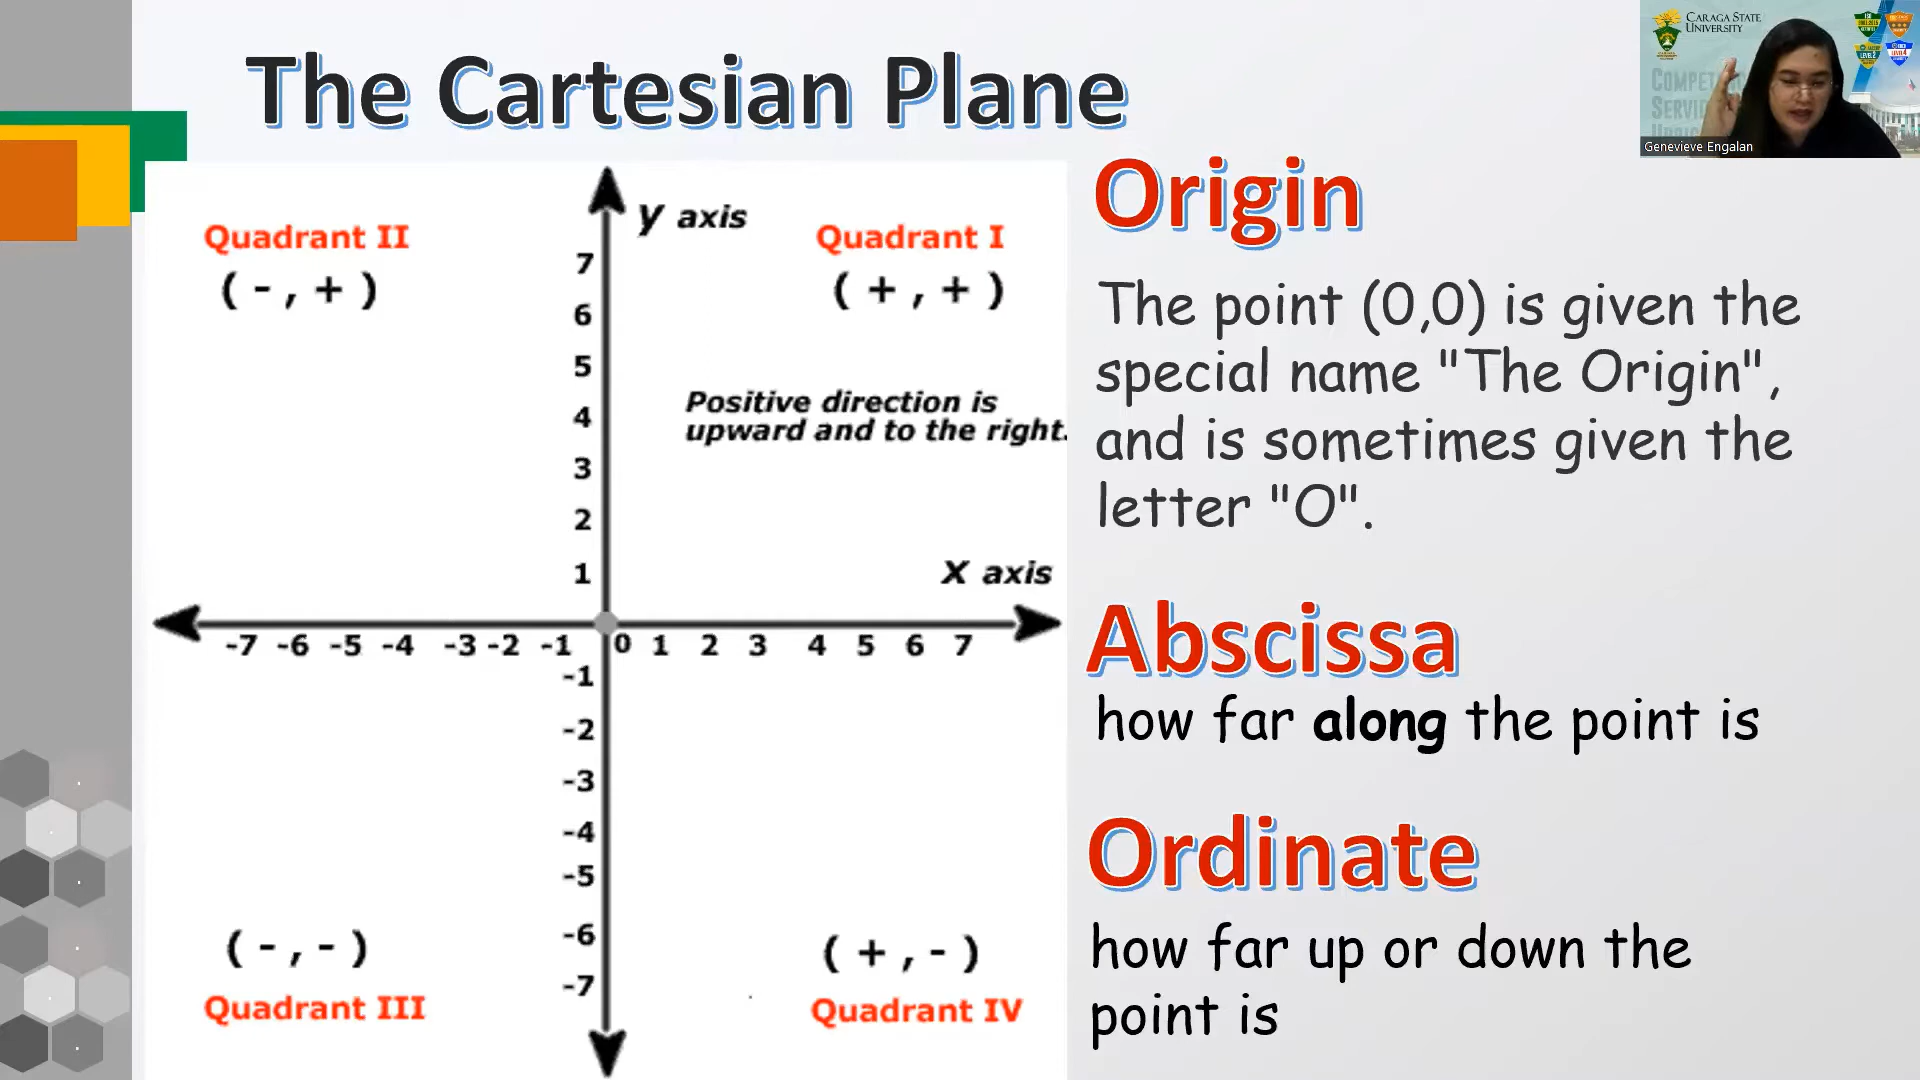 The Cartesian Plane
CARAGA STATE
UNIVERSITY
Genevieve Engalan
Quadrant II
( - , + )
y axis
Quadrant I
( + , + )
7
6
5
4
3
2
1
Positive direction is
upward and to the right.
x axis
-7 -6 -5 -4 -3 -2 -1 0 1 2 3 4 5 6 7
-1
-2
-3
-4
-5
-6
-7
( - , - )
Quadrant III
( + , - )
Quadrant IV
Origin
The point (0,0) is given the
special name "The Origin",
and is sometimes given the
letter "O".
Abscissa
how far along the point is
Ordinate
how far up or down the
point is